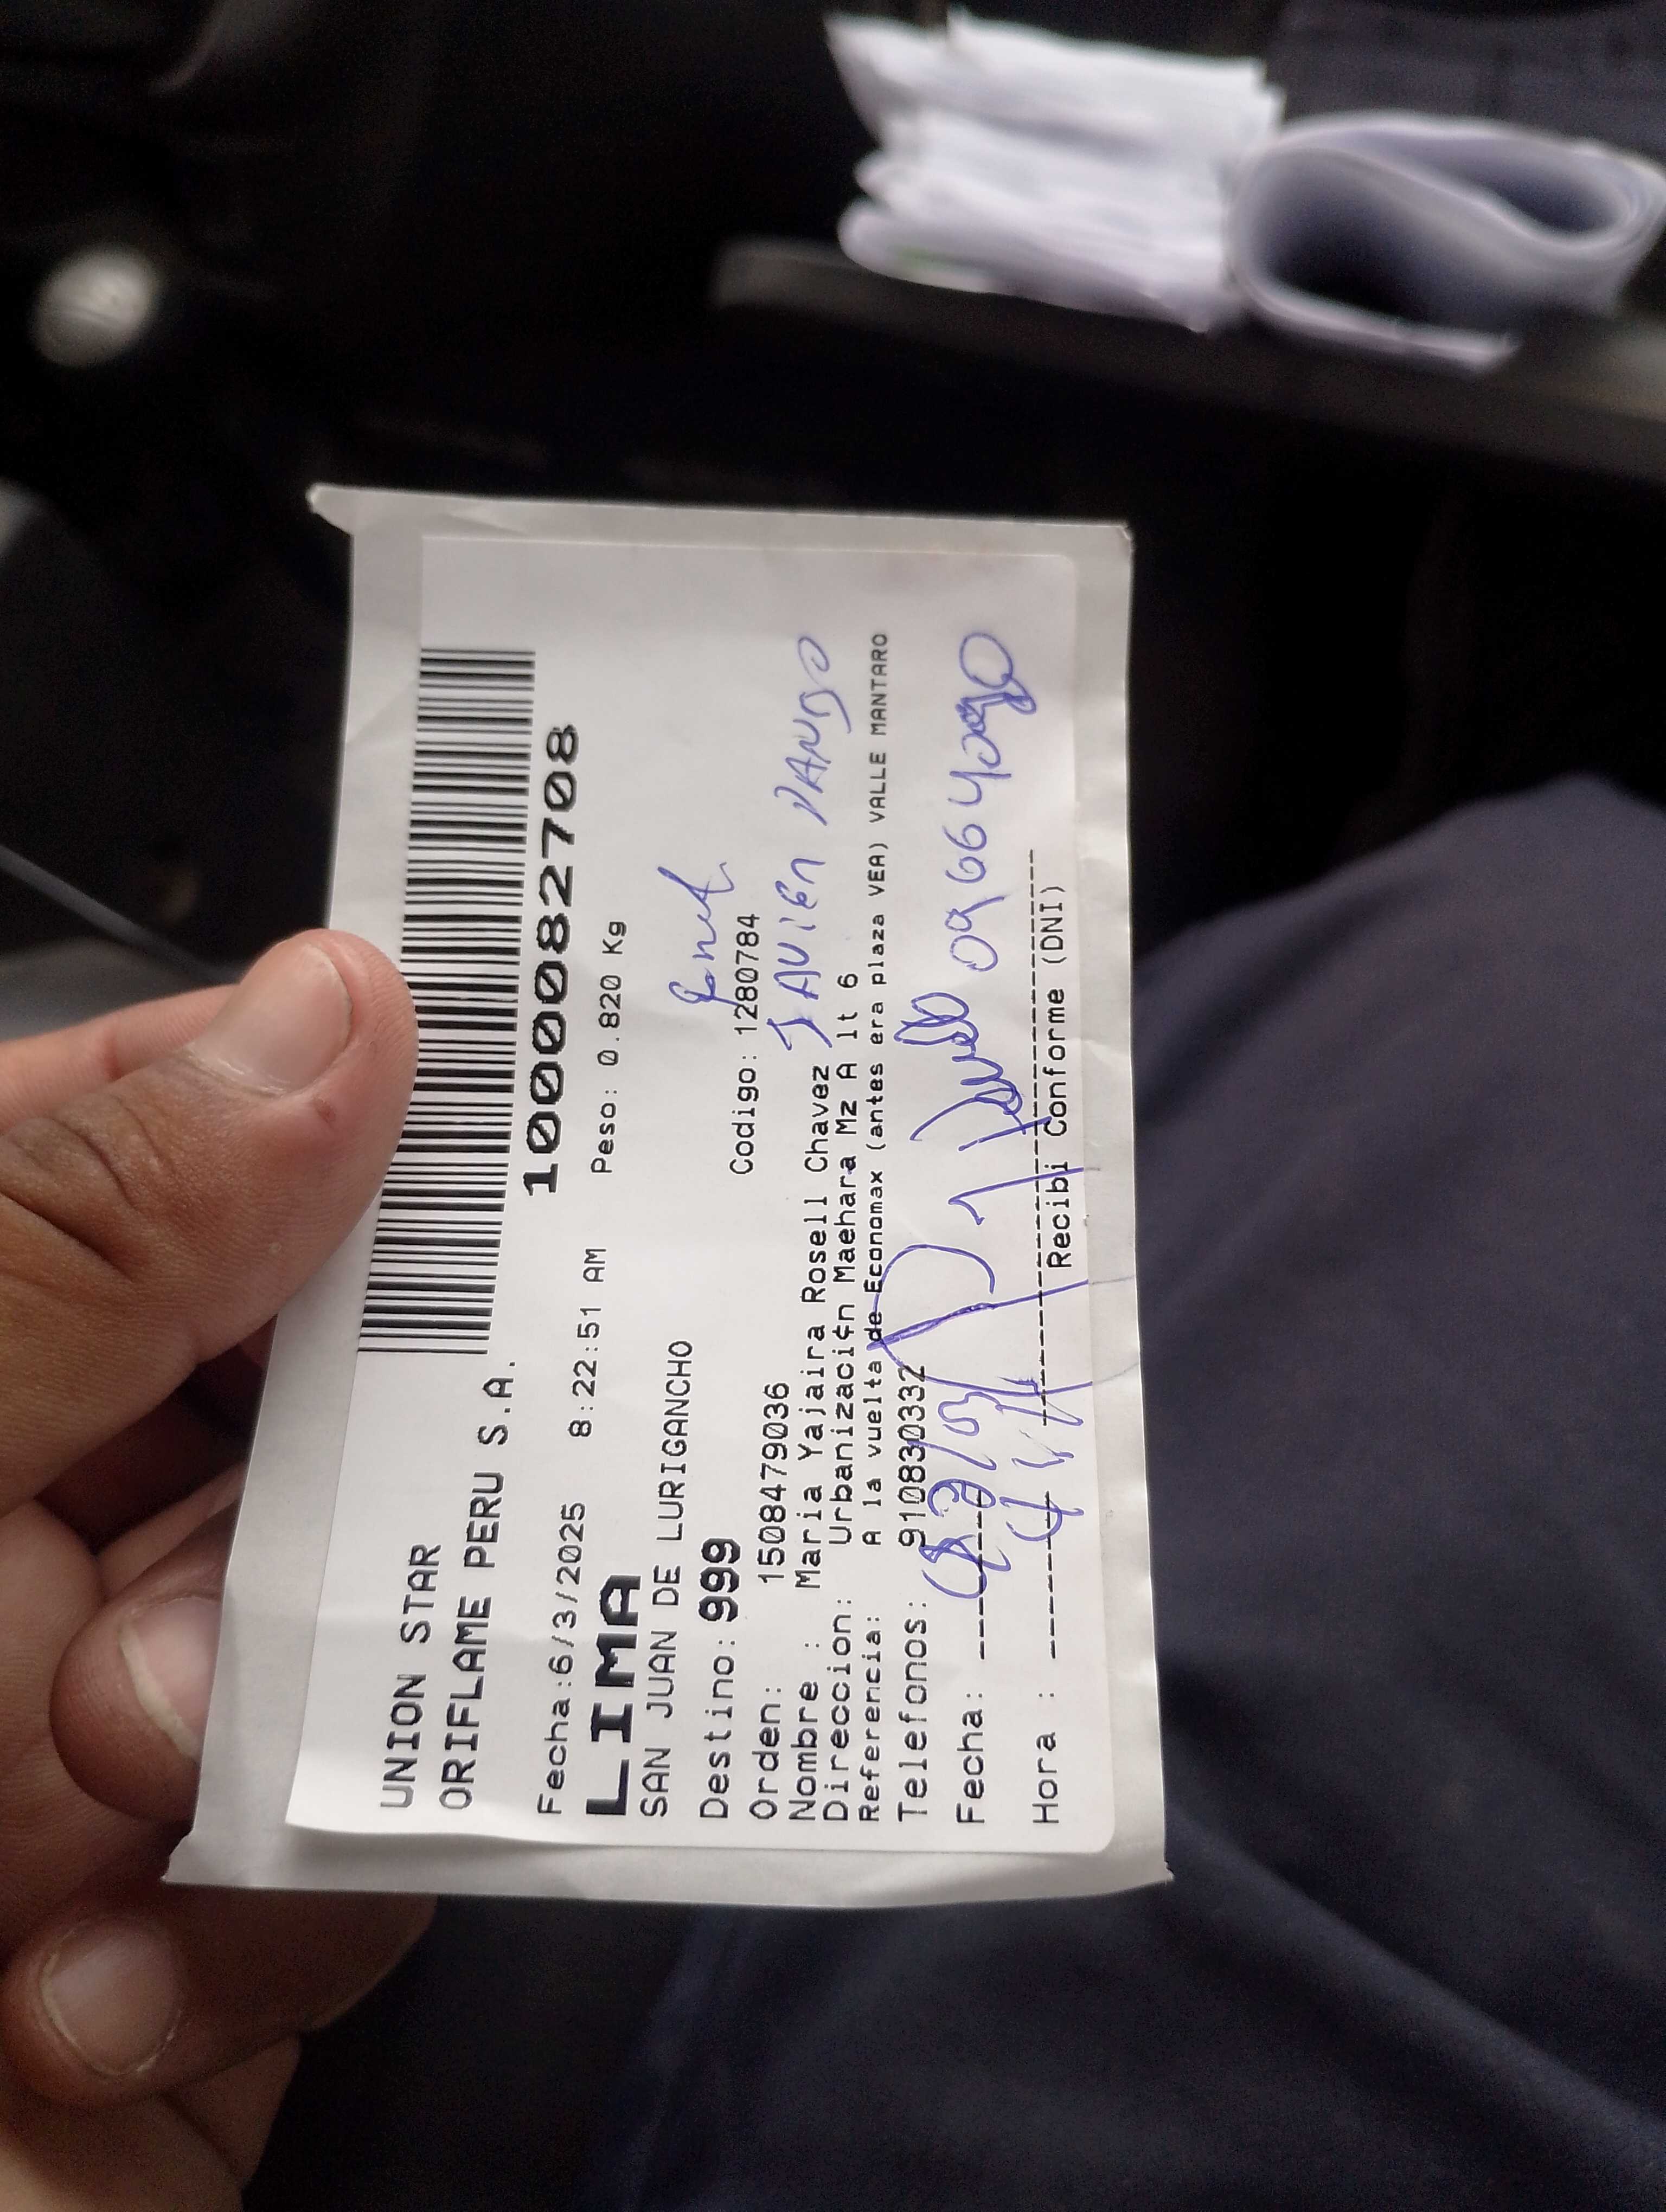 UNION STAR
ORIFLAME PERU S.A.
1000082708
Fecha:6/3/2025 8:22:51 AM Peso: 0.820 Kg
LIMA
SAN JUAN DE LURIGANCHO
Destino: 999
Codigo: 1280784
Orden: 1508479036
Nombre : Maria Yajaira Rosell Chavez
JAVIER
Direccion: Urbanizaci¢n Maehara Mz A lt 6
Referencia: A la vuelta de Economax (antes era plaza VEA) VALLE MANTARO
Telefonos: 910830332
Fecha:
Hora :
Recibi Conforme (DNI)